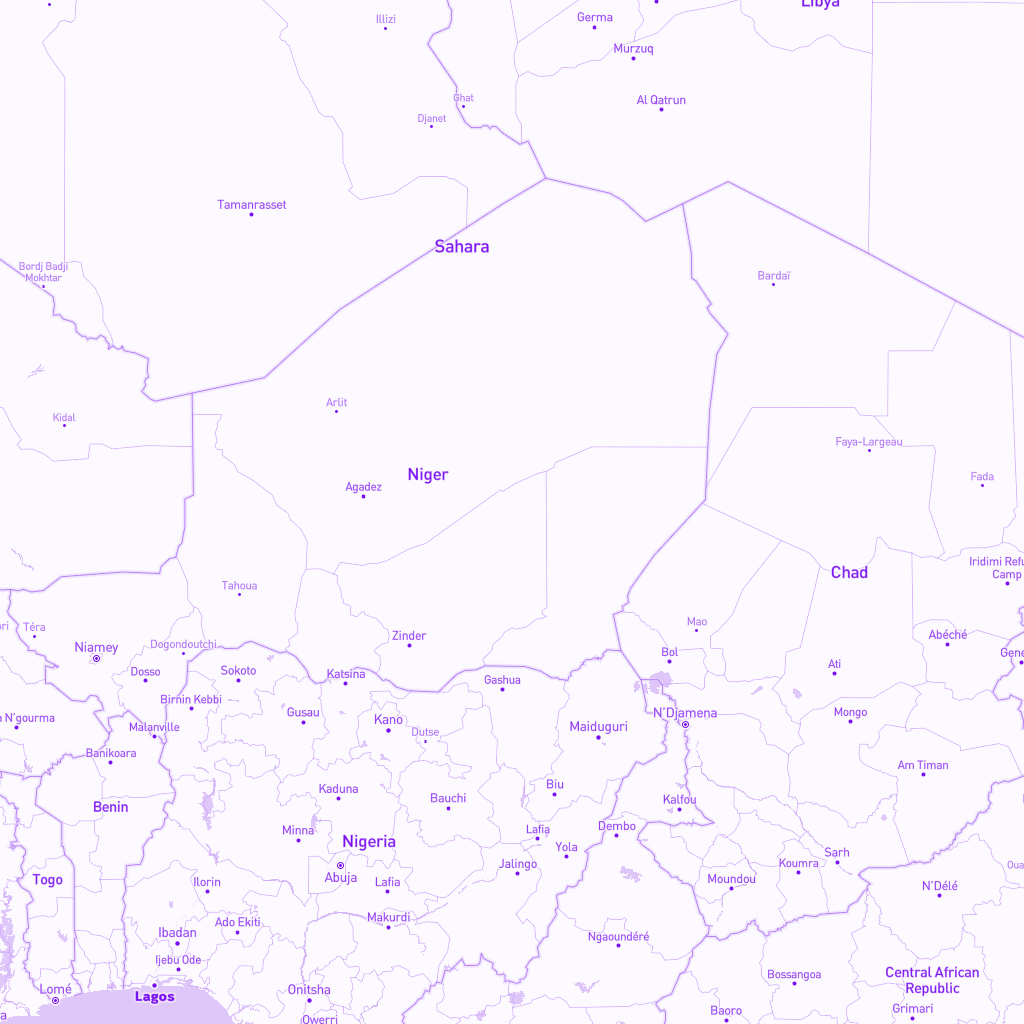 Libya
Illizi
Germa
Murzuq
Ghat
Al Qatrun
Djanet
Tamanrasset
Sahara
Bordj Badji
Mokhtar
Bardaï
Arlit
Kidal
Faya-Largeau
Niger
Fada
Agadez
Iridimi Refu
Camp
Chad
Tahoua
Mao
Téra
Zinder
Abéché
Niamey
Dogondoutchi
Bol
Gene
Dosso
Sokoto
Katsina
Gashua
Ati
Birnin Kebbi
a N'gourma
Gusau
Kano
N'Djamena
Mongo
Malanville
Dutse
Maiduguri
Banikoara
Am Timan
Kaduna
Biu
Bauchi
Kalfou
Benin
Minna
Lafia
Dembo
Nigeria
Yola
Sarh
Koumra
Jalingo
Abuja
Togo
Ilorin
Lafia
Moundou
N'Délé
Oua
Makurdi
Ado Ekiti
Ibadan
Ngaoundéré
Ijebu Ode
Bossangoa
Central African
Republic
Lomé
Lagos
Onitsha
Grimari
Baoro
Owerri